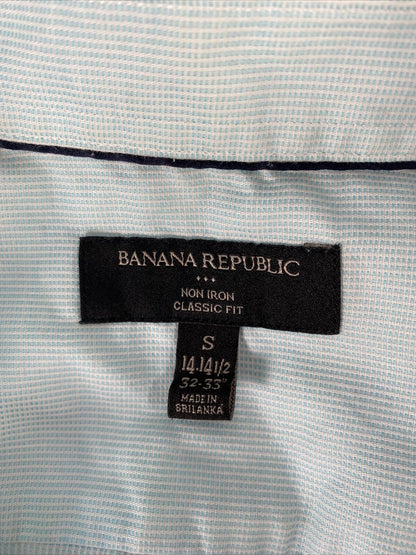 BANANA REPUBLIC
NON IRON
CLASSIC FIT
S
14-14 1/2
32-33"
MADE IN
SRI LANKA